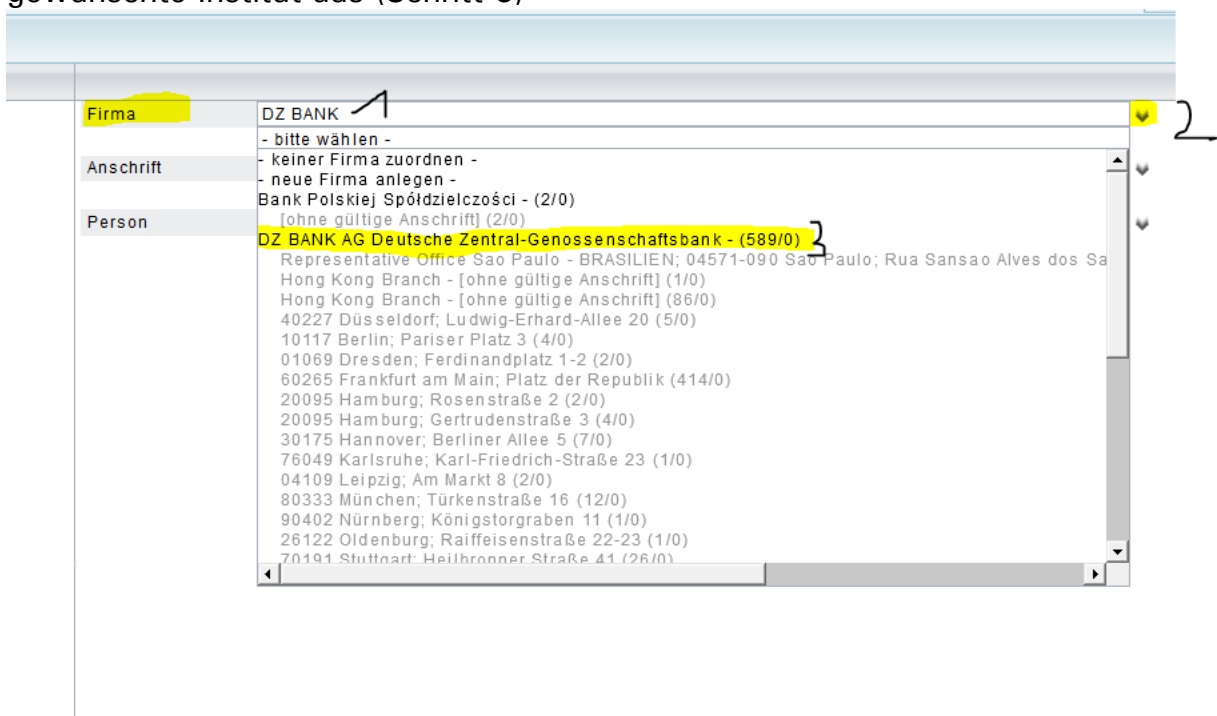 gewünschte Institut aus (Schritt 3)
Firma DZ BANK 1 2
- bitte wählen -
- keiner Firma zuordnen -
Anschrift
- neue Firma anlegen -
Bank Polskiej Spółdzielczości - (2/0)
Person [ohne gültige Anschrift] (2/0)
DZ BANK AG Deutsche Zentral-Genossenschaftsbank - (589/0) 3
Representative Office Sao Paulo - BRASILIEN; 04571-090 Sao Paulo; Rua Sansao Alves dos Sa
Hong Kong Branch - [ohne gültige Anschrift] (1/0)
Hong Kong Branch - [ohne gültige Anschrift] (86/0)
40227 Düsseldorf; Ludwig-Erhard-Allee 20 (5/0)
10117 Berlin; Pariser Platz 3 (4/0)
01069 Dresden; Ferdinandplatz 1-2 (2/0)
60265 Frankfurt am Main; Platz der Republik (414/0)
20095 Hamburg; Rosenstraße 2 (2/0)
20095 Hamburg; Gertrudenstraße 3 (4/0)
30175 Hannover; Berliner Allee 5 (7/0)
76049 Karlsruhe; Karl-Friedrich-Straße 23 (1/0)
04109 Leipzig; Am Markt 8 (2/0)
80333 München; Türkenstraße 16 (12/0)
90402 Nürnberg; Königstorgraben 11 (1/0)
26122 Oldenburg; Raiffeisenstraße 22-23 (1/0)
70191 Stuttgart; Heilbronner Straße 41 (26/0)